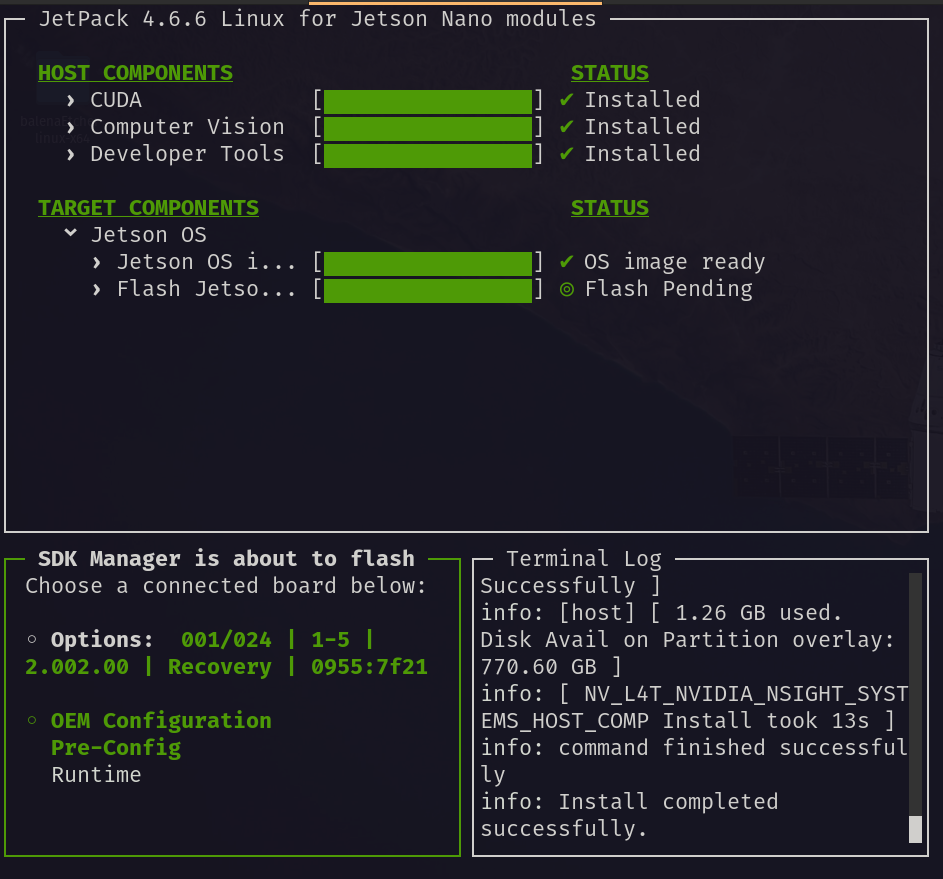 JetPack 4.6.6 Linux for Jetson Nano modules
HOST COMPONENTS STATUS
› CUDA [ ] ✔ Installed
› Computer Vision [ ] ✔ Installed
› Developer Tools [ ] ✔ Installed
TARGET COMPONENTS STATUS
⌄ Jetson OS
› Jetson OS i... [ ] ✔ OS image ready
› Flash Jetso... [ ] ◎ Flash Pending
SDK Manager is about to flash
Choose a connected board below:
◦ Options: 001/024 | 1-5 |
2.002.00 | Recovery | 0955:7f21
◦ OEM Configuration
Pre-Config
Runtime
Terminal Log
Successfully ]
info: [host] [ 1.26 GB used.
Disk Avail on Partition overlay:
770.60 GB ]
info: [ NV_L4T_NVIDIA_NSIGHT_SYST
EMS_HOST_COMP Install took 13s ]
info: command finished successful
ly
info: Install completed
successfully.